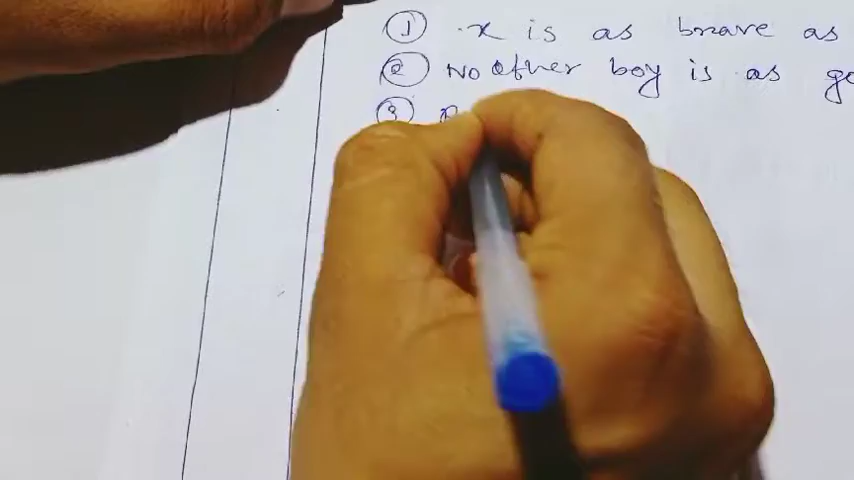 ① x is as brave as
② No other boy is as
③